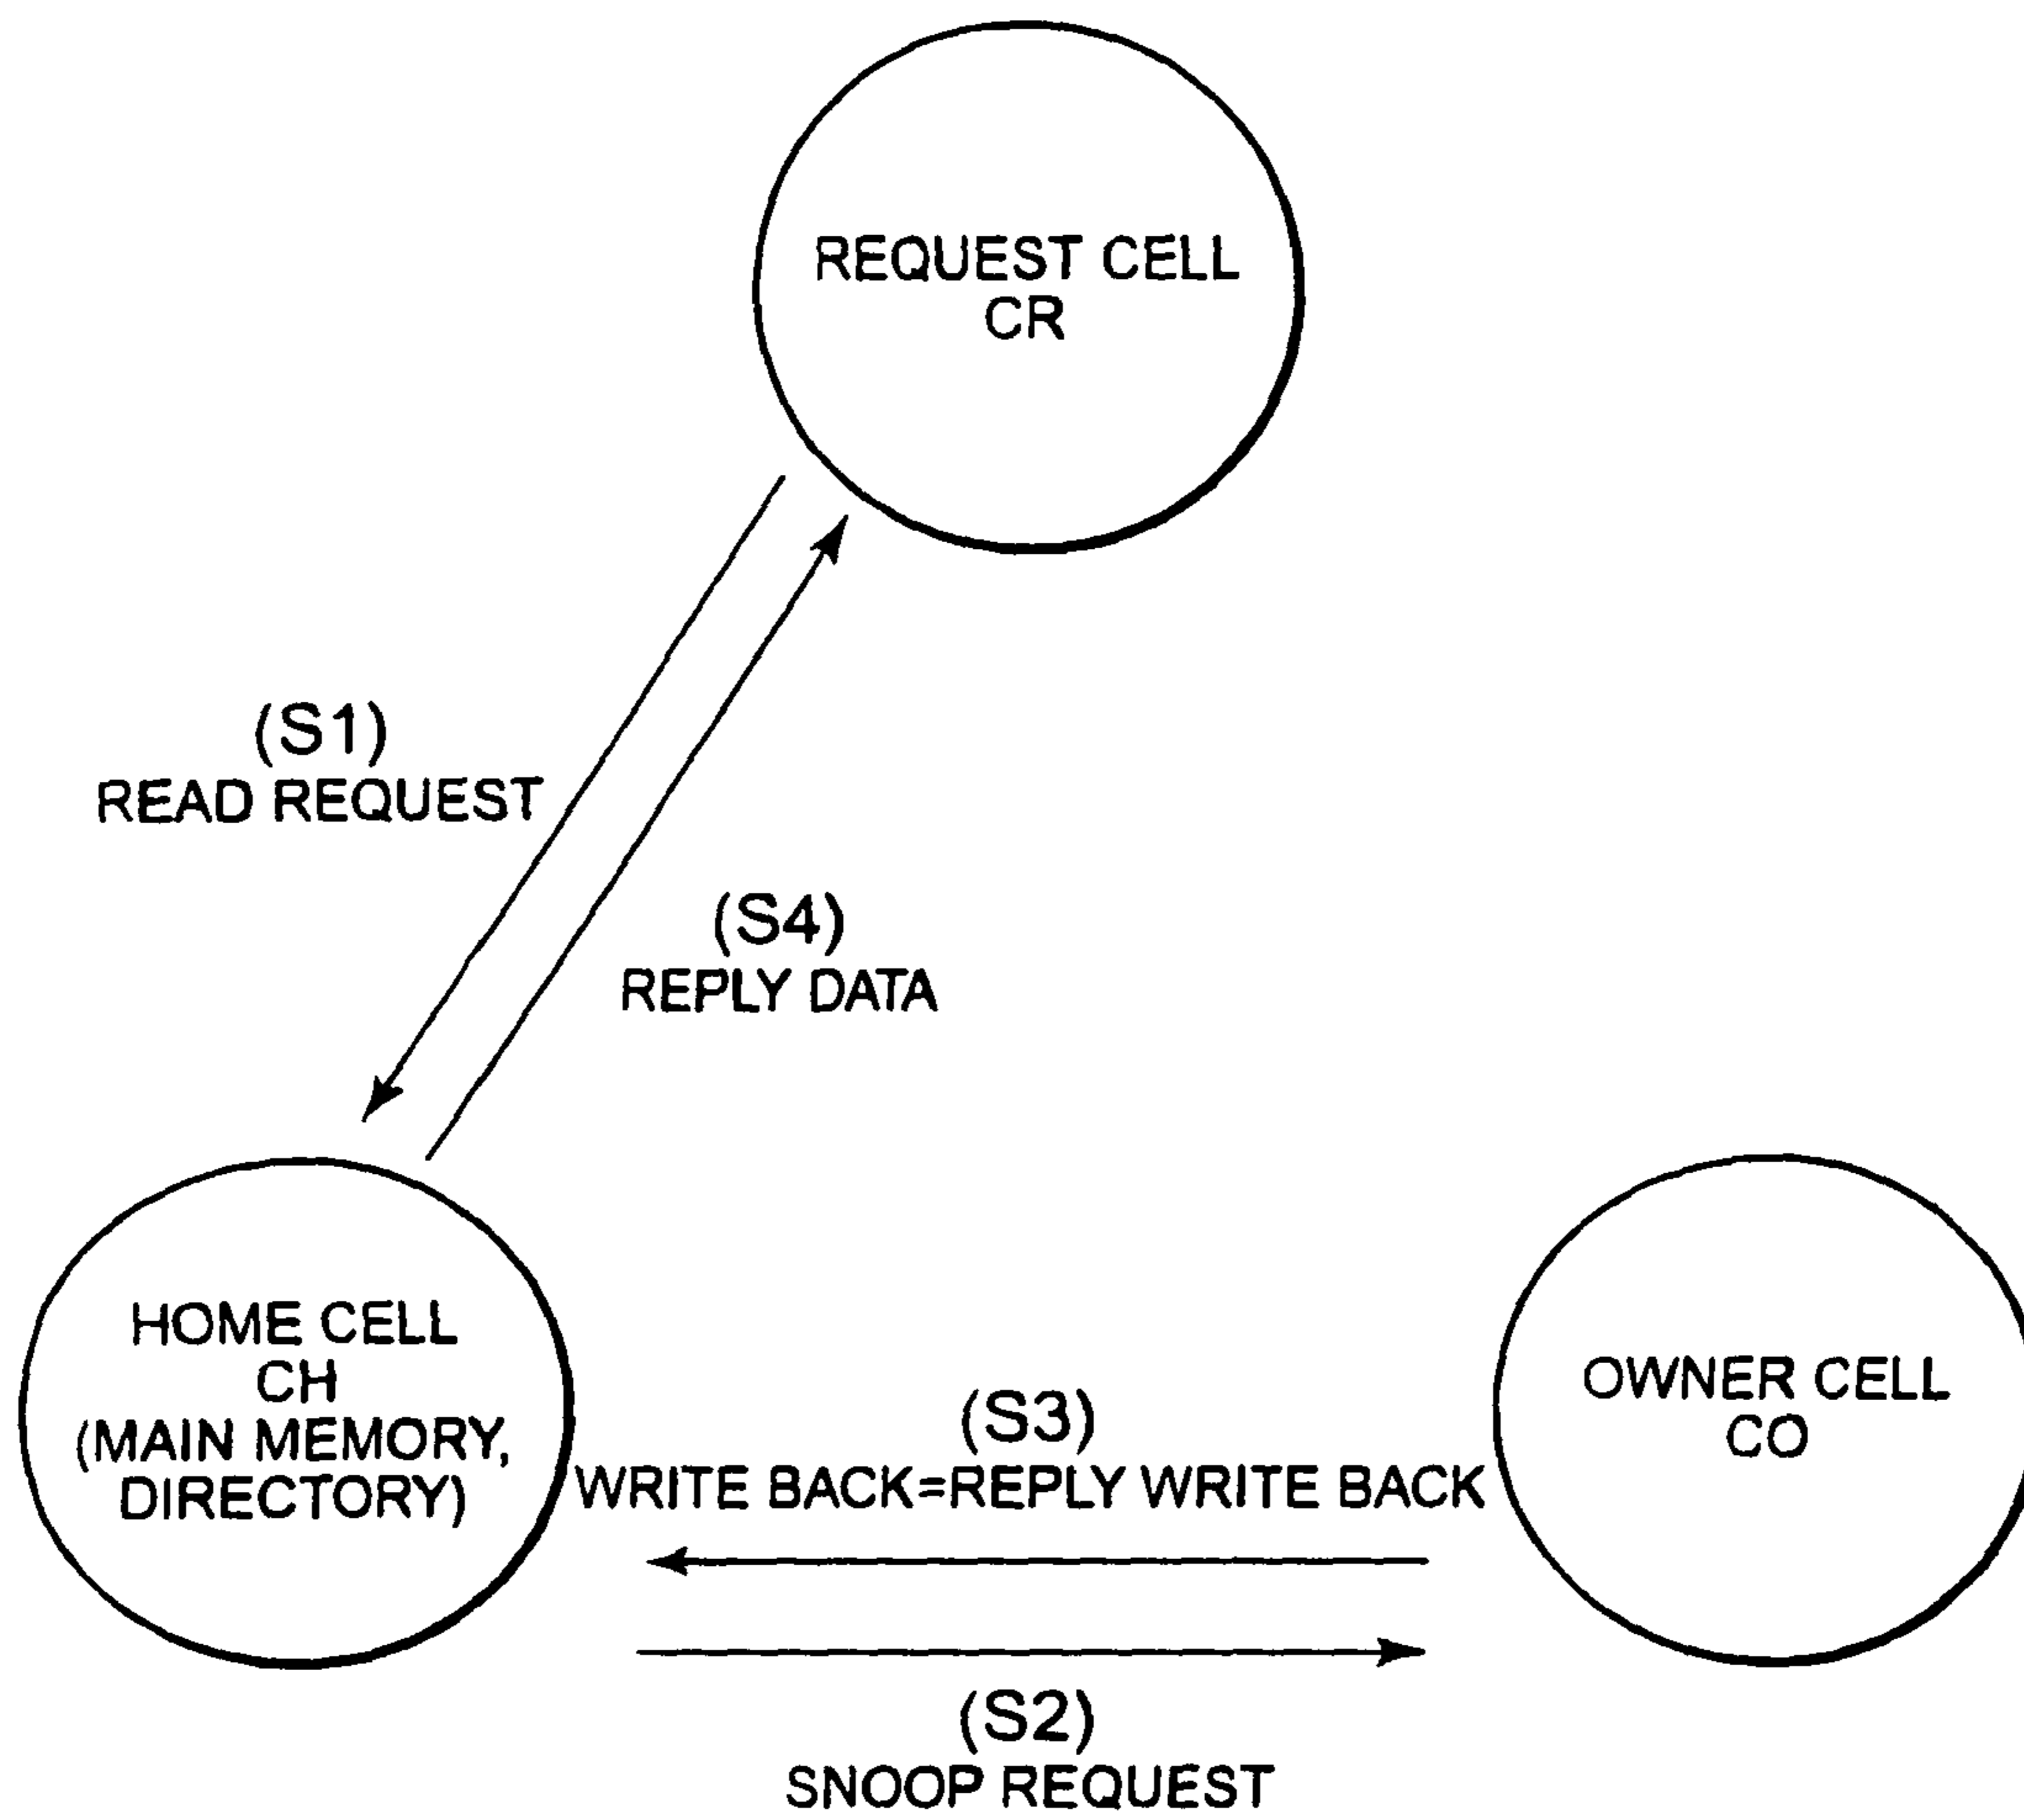 REQUEST CELL
CR
(S1)
READ REQUEST
(S4)
REPLY DATA
HOME CELL
CH
(MAIN MEMORY,
DIRECTORY)
OWNER CELL
CO
(S3)
WRITE BACK=REPLY WRITE BACK
(S2)
SNOOP REQUEST